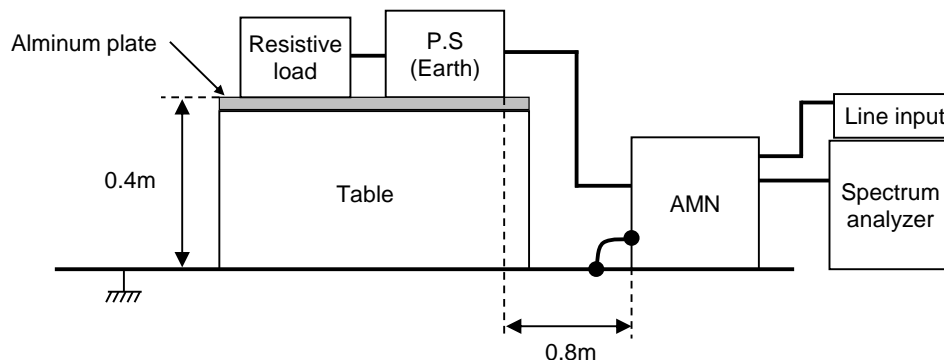 Alminum plate
Resistive
load
P.S
(Earth)
Line input
0.4m
Table
AMN
Spectrum
analyzer
0.8m